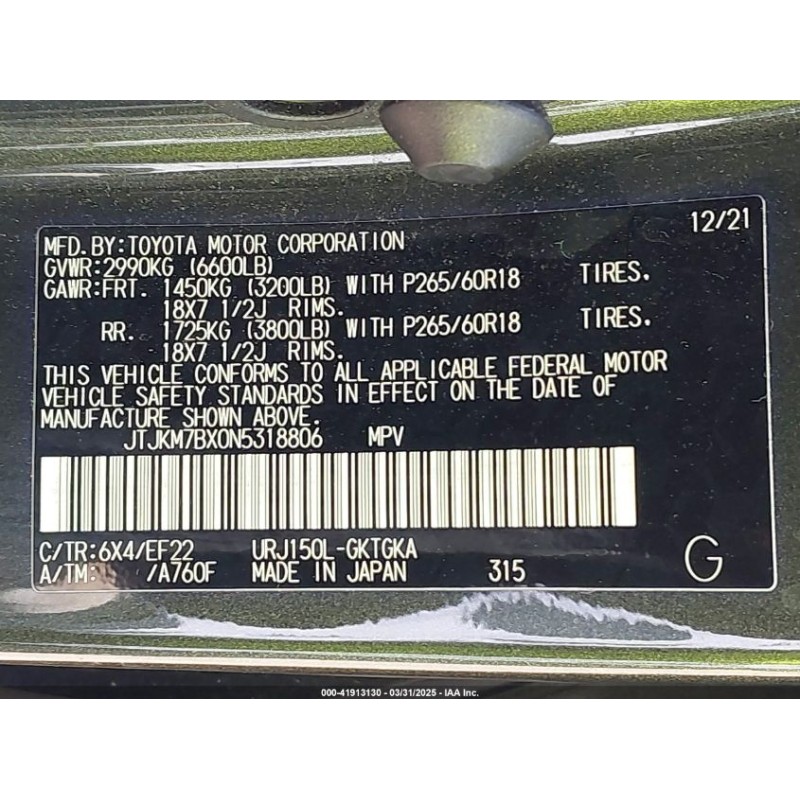 12/21
MFD.BY:TOYOTA MOTOR CORPORATION
GVWR:2990KG (6600LB)
GAWR:FRT. 1450KG (3200LB) WITH P265/60R18 TIRES.
18X7 1/2J RIMS.
RR. 1725KG (3800LB) WITH P265/60R18 TIRES.
18X7 1/2J RIMS.
THIS VEHICLE CONFORMS TO ALL APPLICABLE FEDERAL MOTOR
VEHICLE SAFETY STANDARDS IN EFFECT ON THE DATE OF
MANUFACTURE SHOWN ABOVE.
JTJKM7BX0N5318806 MPV
C/TR:6X4/EF22 URJ150L-GKTGKA
A/TM: /A760F MADE IN JAPAN 315 G
000-41913130 - 03/31/2025 - IAA Inc.